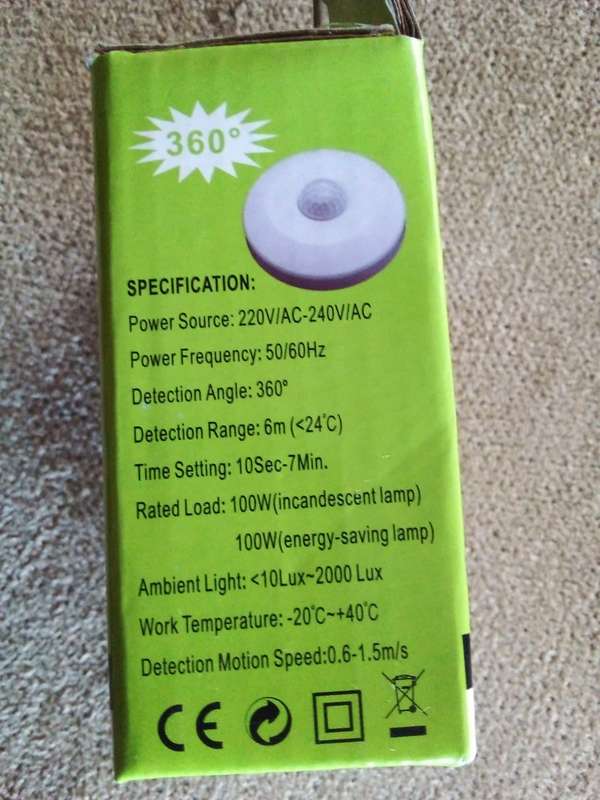 360°
SPECIFICATION:
Power Source: 220V/AC-240V/AC
Power Frequency: 50/60Hz
Detection Angle: 360°
Detection Range: 6m (<24℃)
Time Setting: 10Sec-7Min.
Rated Load: 100W(incandescent lamp)
100W(energy-saving lamp)
Ambient Light: <10Lux~2000 Lux
Work Temperature: -20℃~+40℃
Detection Motion Speed:0.6-1.5m/s
CE